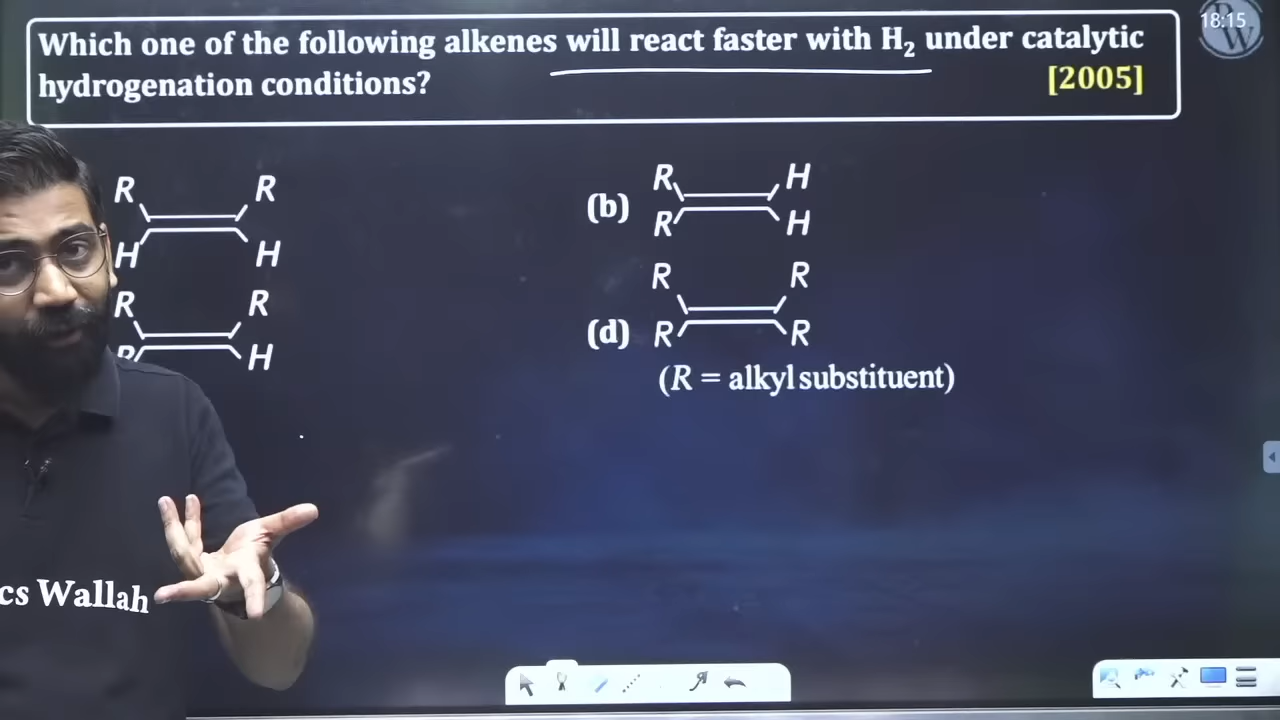 18:15
Which one of the following alkenes will react faster with H₂ under catalytic
hydrogenation conditions? [2005]
R R
H H
(b) R H
R H
R R
R H
(d) R R
R R
(R = alkyl substituent)
cs Wallah